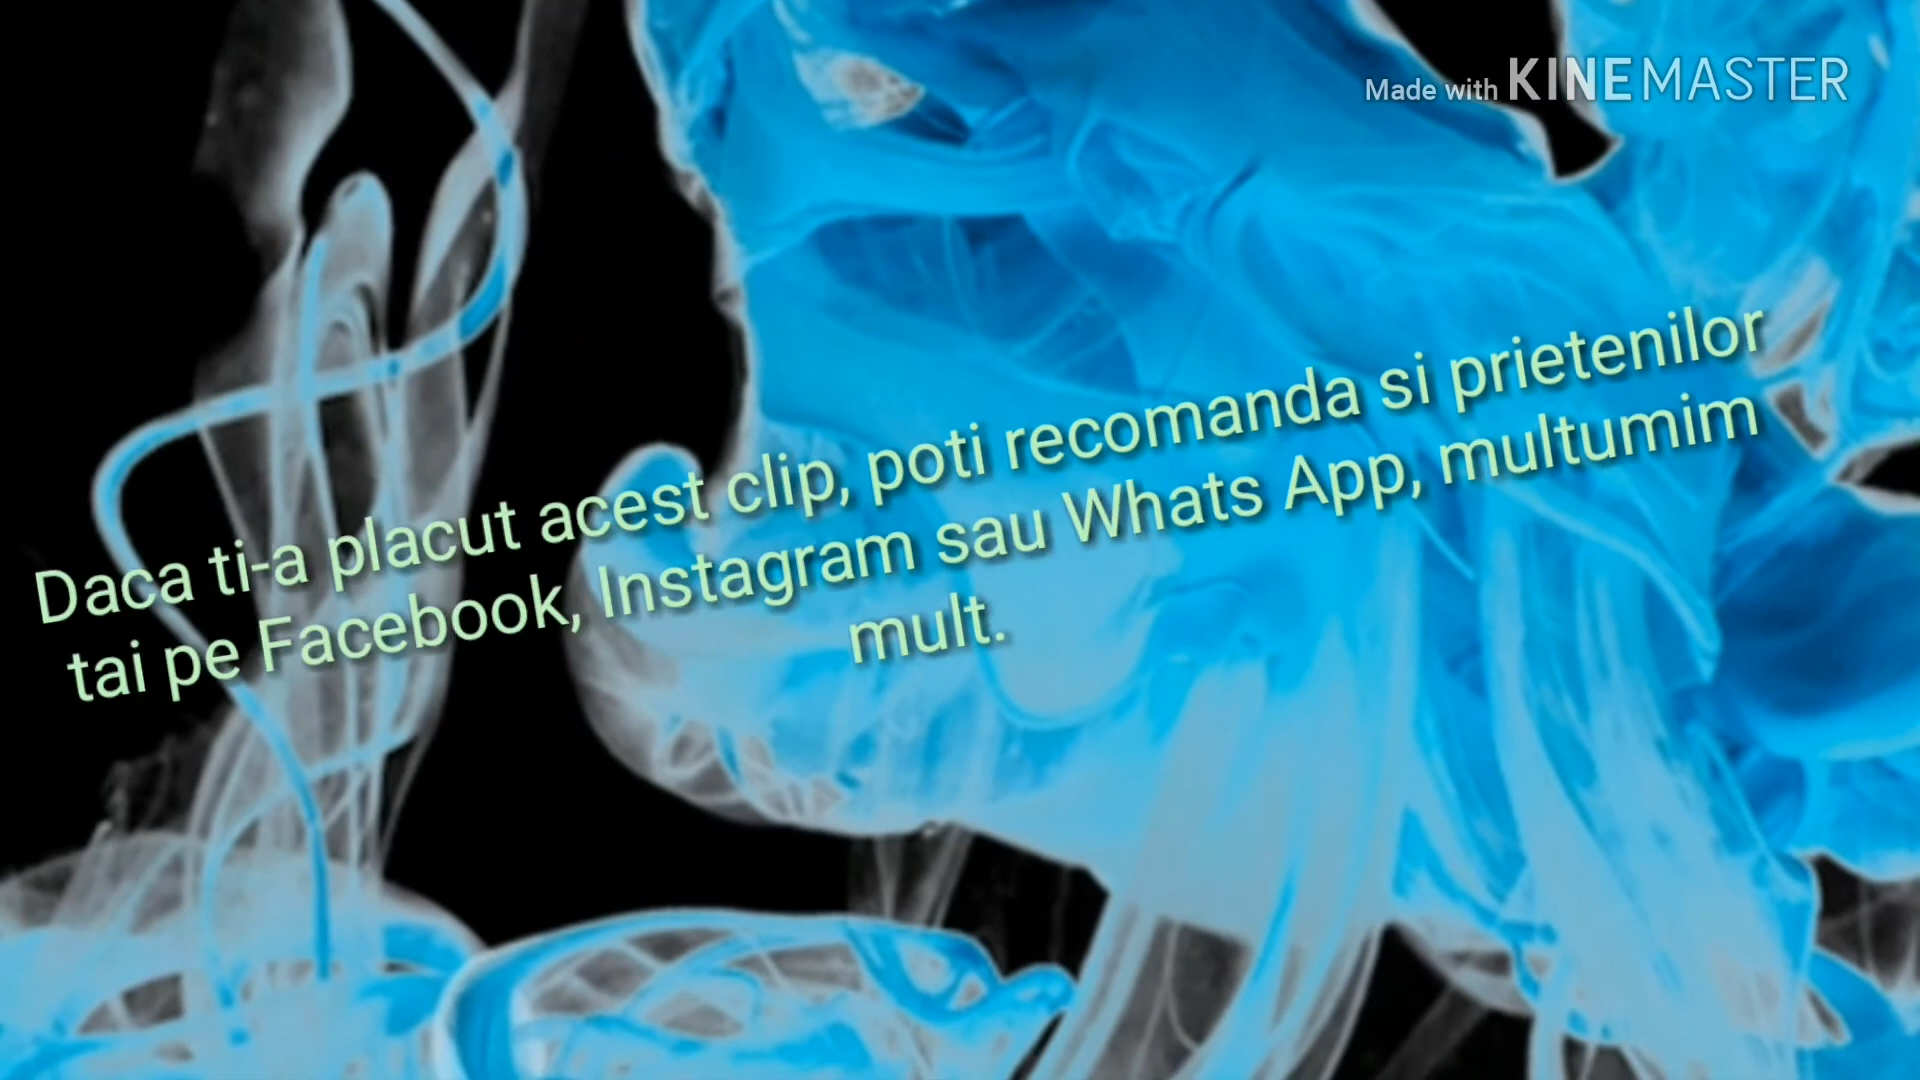 Made with KINEMASTER
Daca ti-a placut acest clip, poti recomanda si prietenilor
tai pe Facebook, Instagram sau Whats App, multumim
mult.